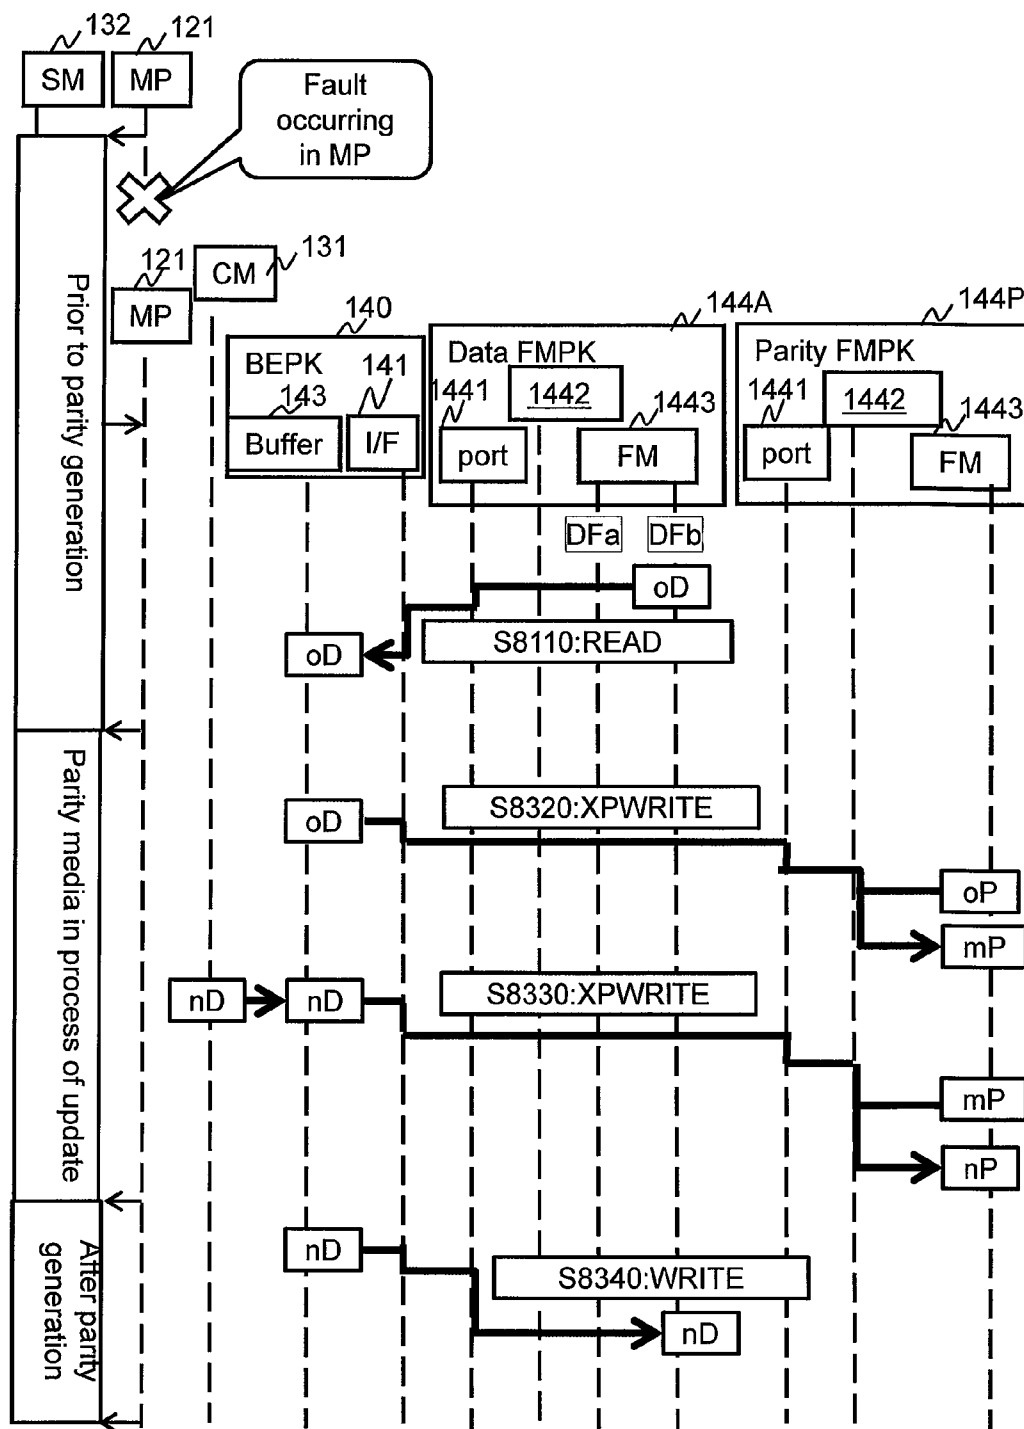 132
121
SM
MP
Fault
occurring
in MP
121
CM
131
MP
140
144A
144P
BEPK
141
143
Buffer
I/F
Data FMPK
1441
1442
1443
port
FM
Parity FMPK
1441
1442
1443
port
FM
DFa
DFb
Prior to parity generation
oD
S8110:READ
oD
Parity media in process of update
S8320:XPWRITE
oD
oP
mP
S8330:XPWRITE
nD
nD
mP
nP
After parity
generation
nD
S8340:WRITE
nD